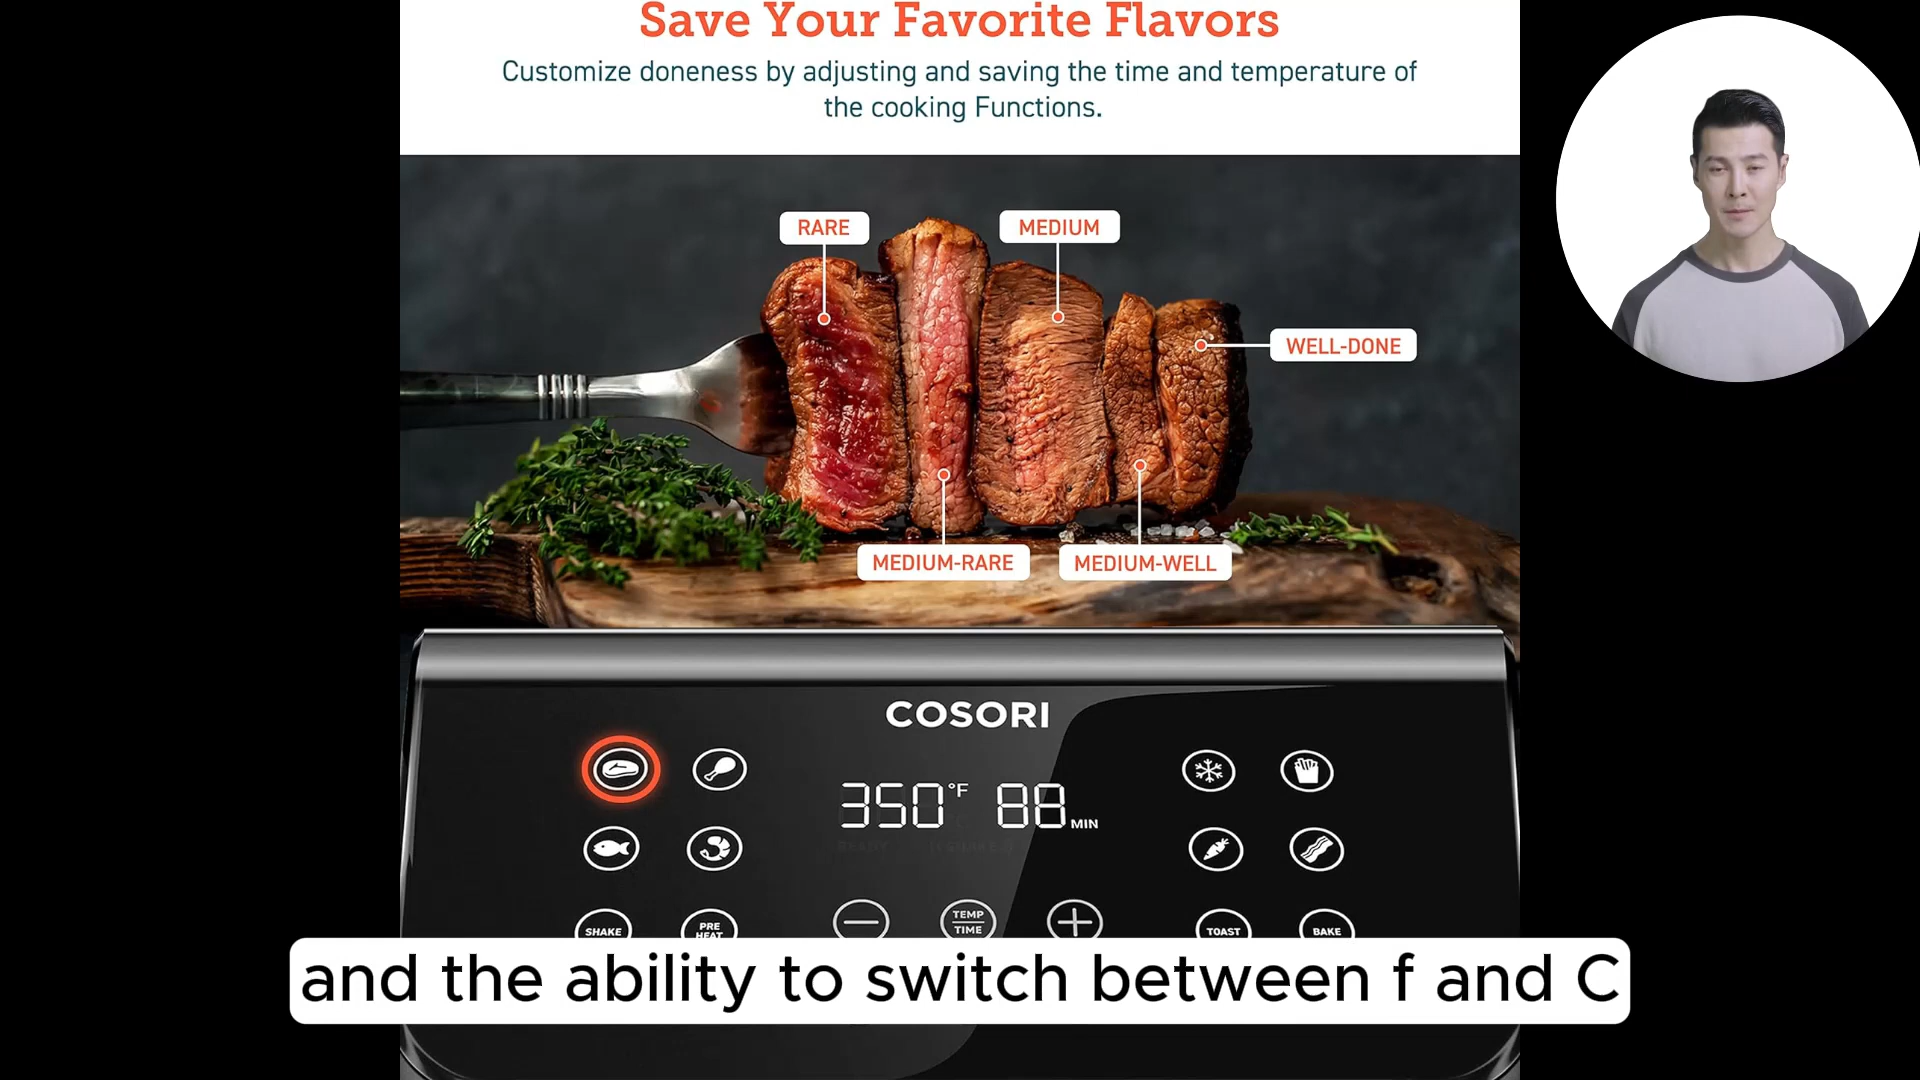 Save Your Favorite Flavors
Customize doneness by adjusting and saving the time and temperature of
the cooking Functions.
RARE
MEDIUM
WELL-DONE
MEDIUM-RARE
MEDIUM-WELL
COSORI
350°F 88 MIN
SHAKE
PRE
HEAT
TEMP
TIME
TOAST
BAKE
and the ability to switch between f and C